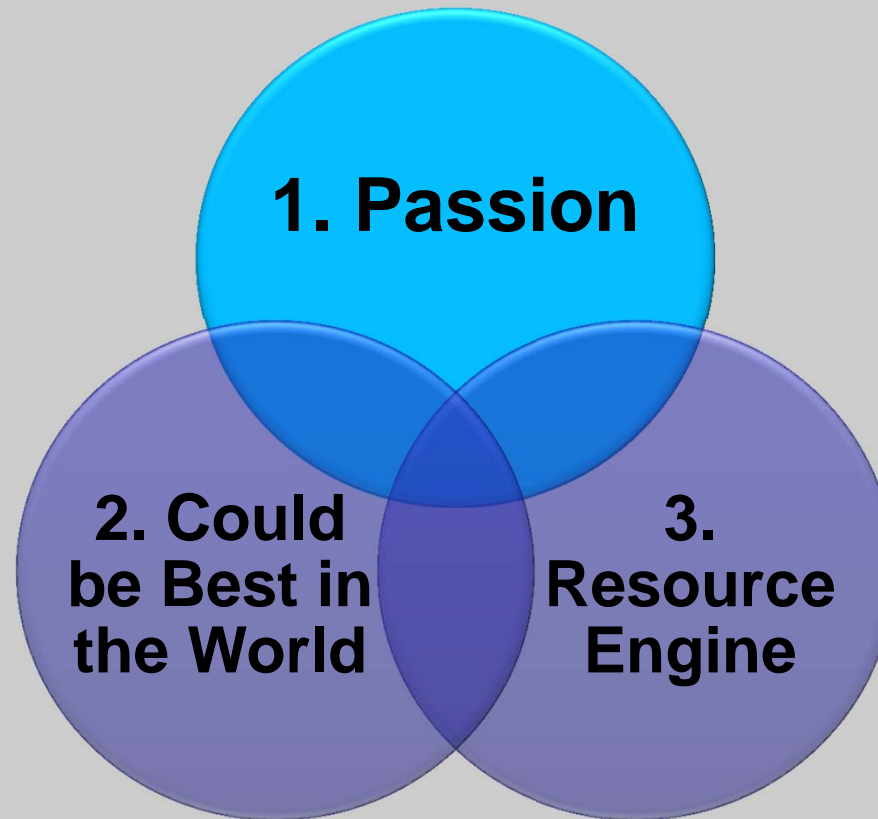 1. Passion
2. Could
be Best in
the World
3.
Resource
Engine